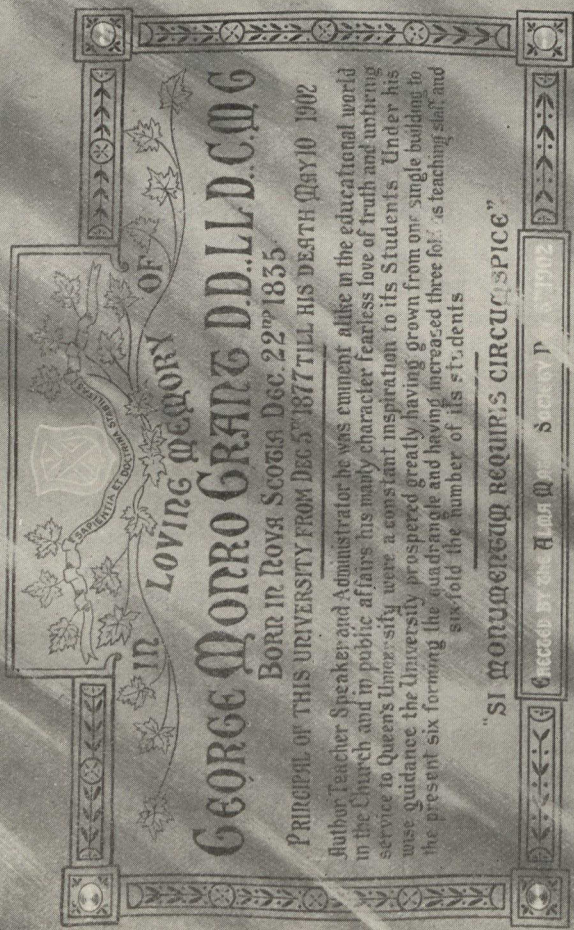 SAPIENTIA ET DOCTRINA STABILITAS
IN LOVING MEMORY OF
GEORGE MONRO GRANT D.D.,LL.D.C.M.G
BORN IN NOVA SCOTIA DEC. 22ND 1835.
PRINCIPAL OF THIS UNIVERSITY FROM DEC 5TH 1877 TILL HIS DEATH MAY 10 1902
Author Teacher Speaker and Administrator he was eminent alike in the educational world
in the Church and in public affairs his manly character fearless love of truth and untiring
service to Queen's University were a constant inspiration to its Students Under his
wise guidance the University prospered greatly having grown from one single building to
the present six forming the quadrangle and having increased three fold its teaching staff and
six-fold the number of its students
"SI MONUMENTUM REQUIRIS CIRCUMSPICE"
ERECTED BY THE ALMA M SOCIETY 1902